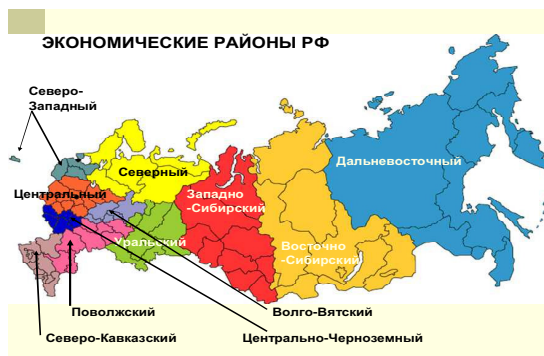 ЭКОНОМИЧЕСКИЕ РАЙОНЫ РФ
Северо-
Западный
Северный
Дальневосточный
Центральный
Западно
-Сибирский
Уральский
Восточно
-Сибирский
Поволжский
Волго-Вятский
Северо-Кавказский
Центрально-Черноземный